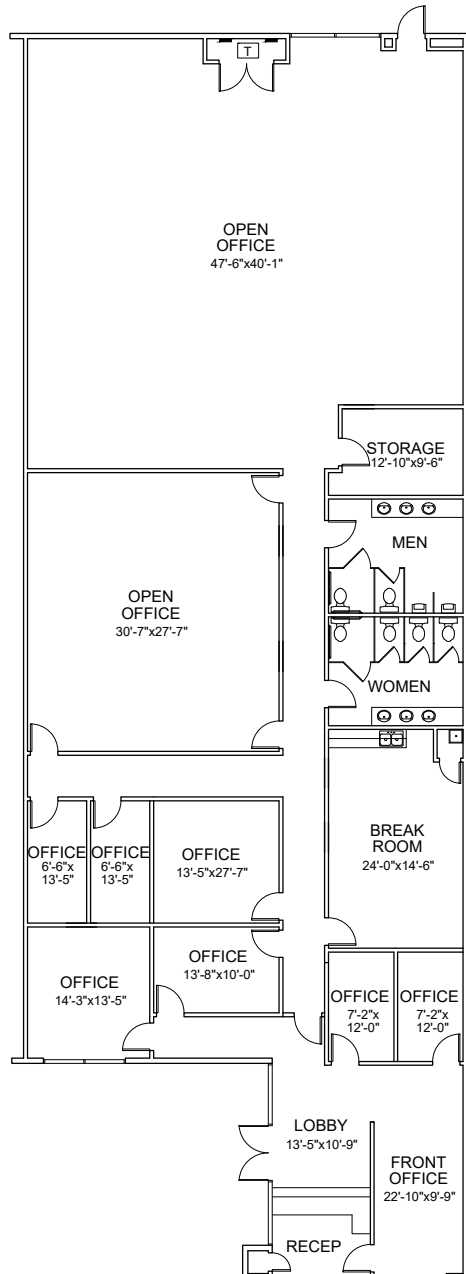 T
OPEN
OFFICE
47'-6"x40'-1"
STORAGE
12'-10"x9'-6"
MEN
OPEN
OFFICE
30'-7"x27'-7"
WOMEN
BREAK
ROOM
24'-0"x14'-6"
OFFICE
6'-6"x
13'-5"
OFFICE
6'-6"x
13'-5"
OFFICE
13'-5"x27'-7"
OFFICE
13'-8"x10'-0"
OFFICE
14'-3"x13'-5"
OFFICE
7'-2"x
12'-0"
OFFICE
7'-2"x
12'-0"
LOBBY
13'-5"x10'-9"
FRONT
OFFICE
22'-10"x9'-9"
RECEP